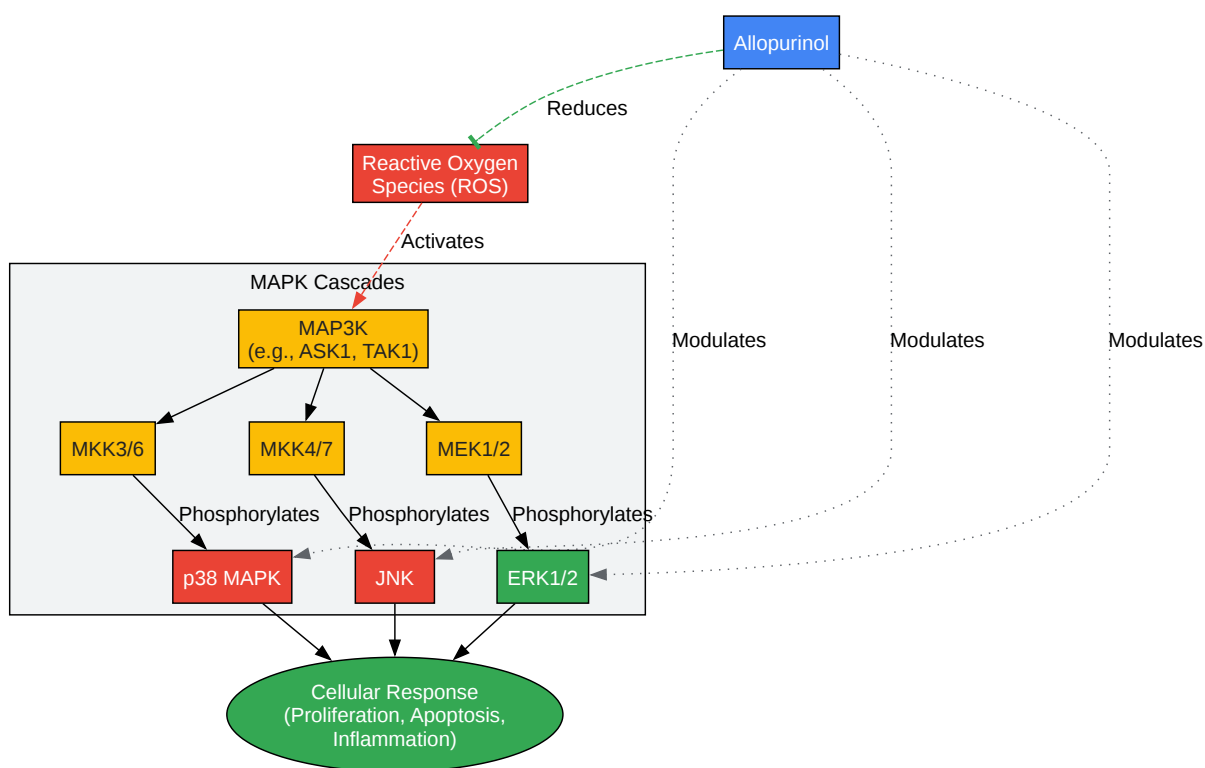 Allopurinol
Reduces
Reactive Oxygen
Species (ROS)
Activates
MAPK Cascades
MAP3K
(e.g., ASK1, TAK1)
Modulates
Modulates
Modulates
MKK3/6
MKK4/7
MEK1/2
Phosphorylates
Phosphorylates
Phosphorylates
p38 MAPK
JNK
ERK1/2
Cellular Response
(Proliferation, Apoptosis,
Inflammation)